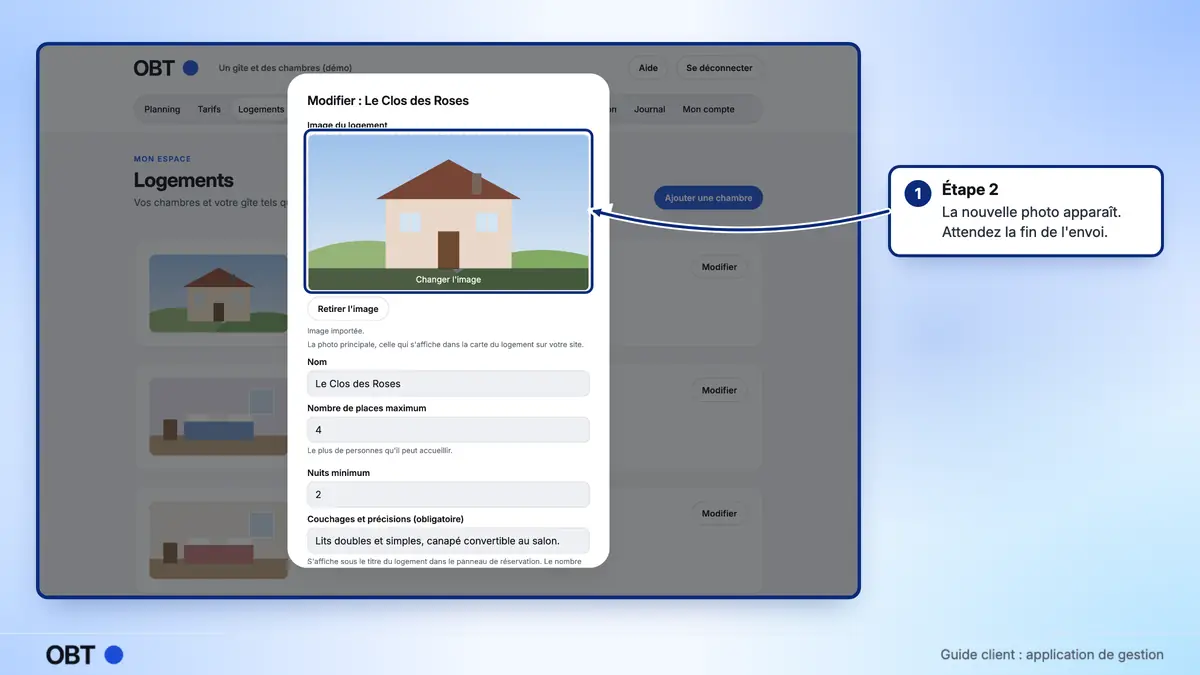 OBT
Un gîte et des chambres (démo)
Aide
Se déconnecter
Planning
Tarifs
Logements
Journal
Mon compte
MON ESPACE
Logements
Vos chambres et votre gîte tels
Ajouter une chambre
Modifier
Modifier
Modifier
Modifier : Le Clos des Roses
Image du logement
Changer l'image
Retirer l'image
Image importée.
La photo principale, celle qui s'affiche dans la carte du logement sur votre site.
Nom
Le Clos des Roses
Nombre de places maximum
4
Le plus de personnes qu'il peut accueillir.
Nuits minimum
2
Couchages et précisions (obligatoire)
Lits doubles et simples, canapé convertible au salon.
S'affiche sous le titre du logement dans le panneau de réservation. Le nombre
1
Étape 2
La nouvelle photo apparaît.
Attendez la fin de l'envoi.
OBT
Guide client : application de gestion